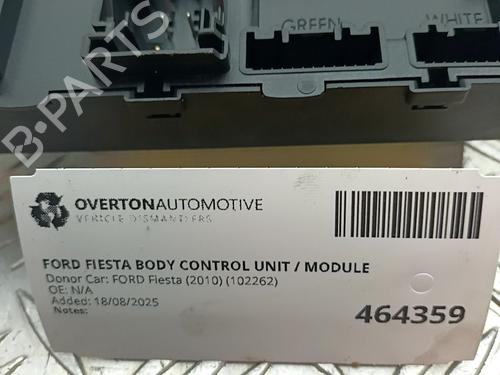 GREEN
WHITE
B-PARTS
OVERTONAUTOMOTIVE
VEHICLE DISMANTLERS
FORD FIESTA BODY CONTROL UNIT / MODULE
Donor Car: FORD Fiesta (2010) (102262)
OE: N/A
Added: 18/08/2025
Notes:
464359